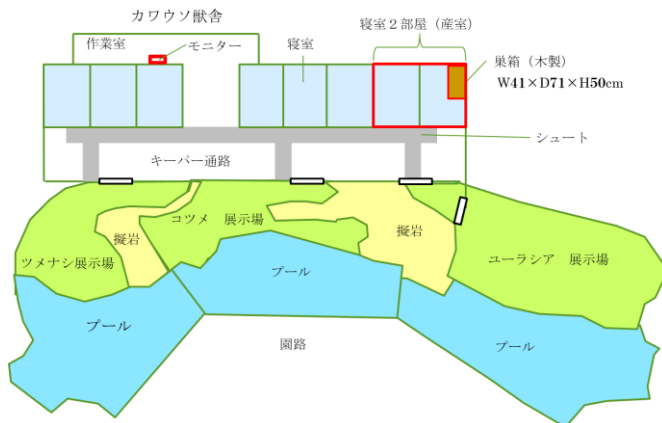 カワウソ獣舎
寝室２部屋（産室）
作業室
モニター
寝室
巣箱（木製）
W41×D71×H50cm
シュート
キーパー通路
コツメ　展示場
擬岩
擬岩
ツメナシ展示場
ユーラシア　展示場
プール
プール
プール
園路